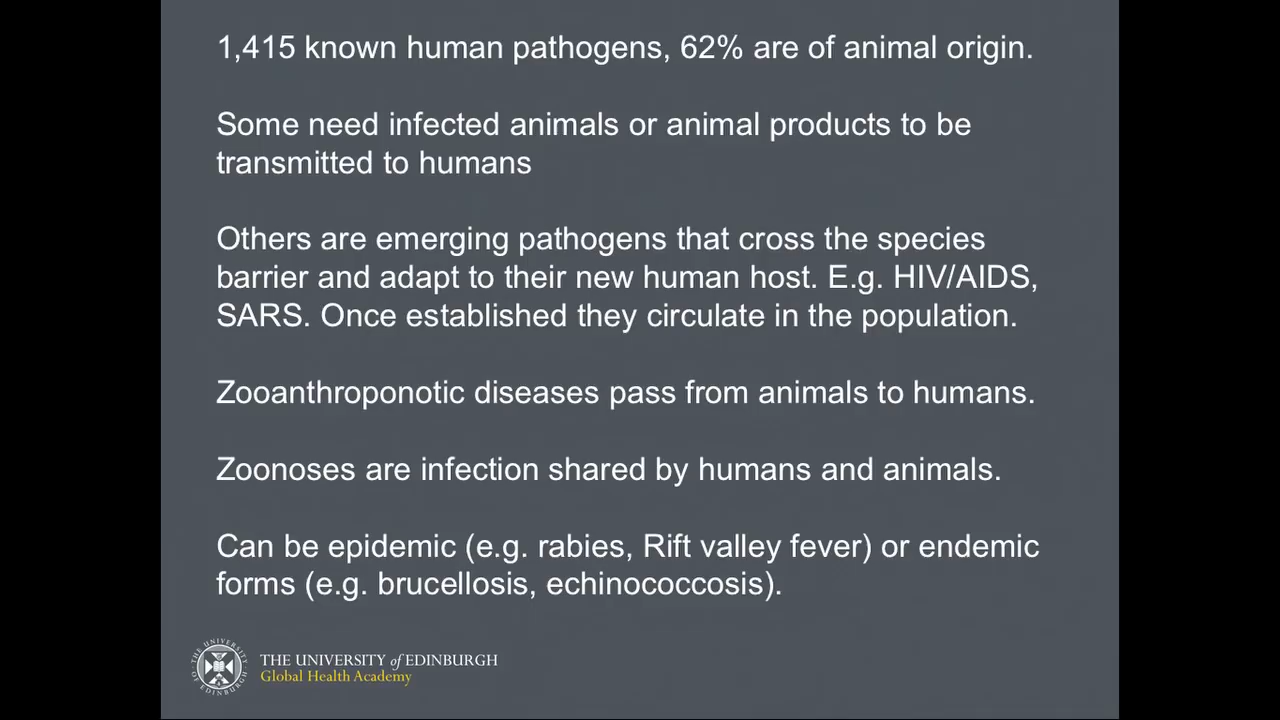 1,415 known human pathogens, 62% are of animal origin.
Some need infected animals or animal products to be
transmitted to humans
Others are emerging pathogens that cross the species
barrier and adapt to their new human host. E.g. HIV/AIDS,
SARS. Once established they circulate in the population.
Zooanthroponotic diseases pass from animals to humans.
Zoonoses are infection shared by humans and animals.
Can be epidemic (e.g. rabies, Rift valley fever) or endemic
forms (e.g. brucellosis, echinococcosis).
THE UNIVERSITY OF EDINBURGH
THE UNIVERSITY of EDINBURGH
Global Health Academy